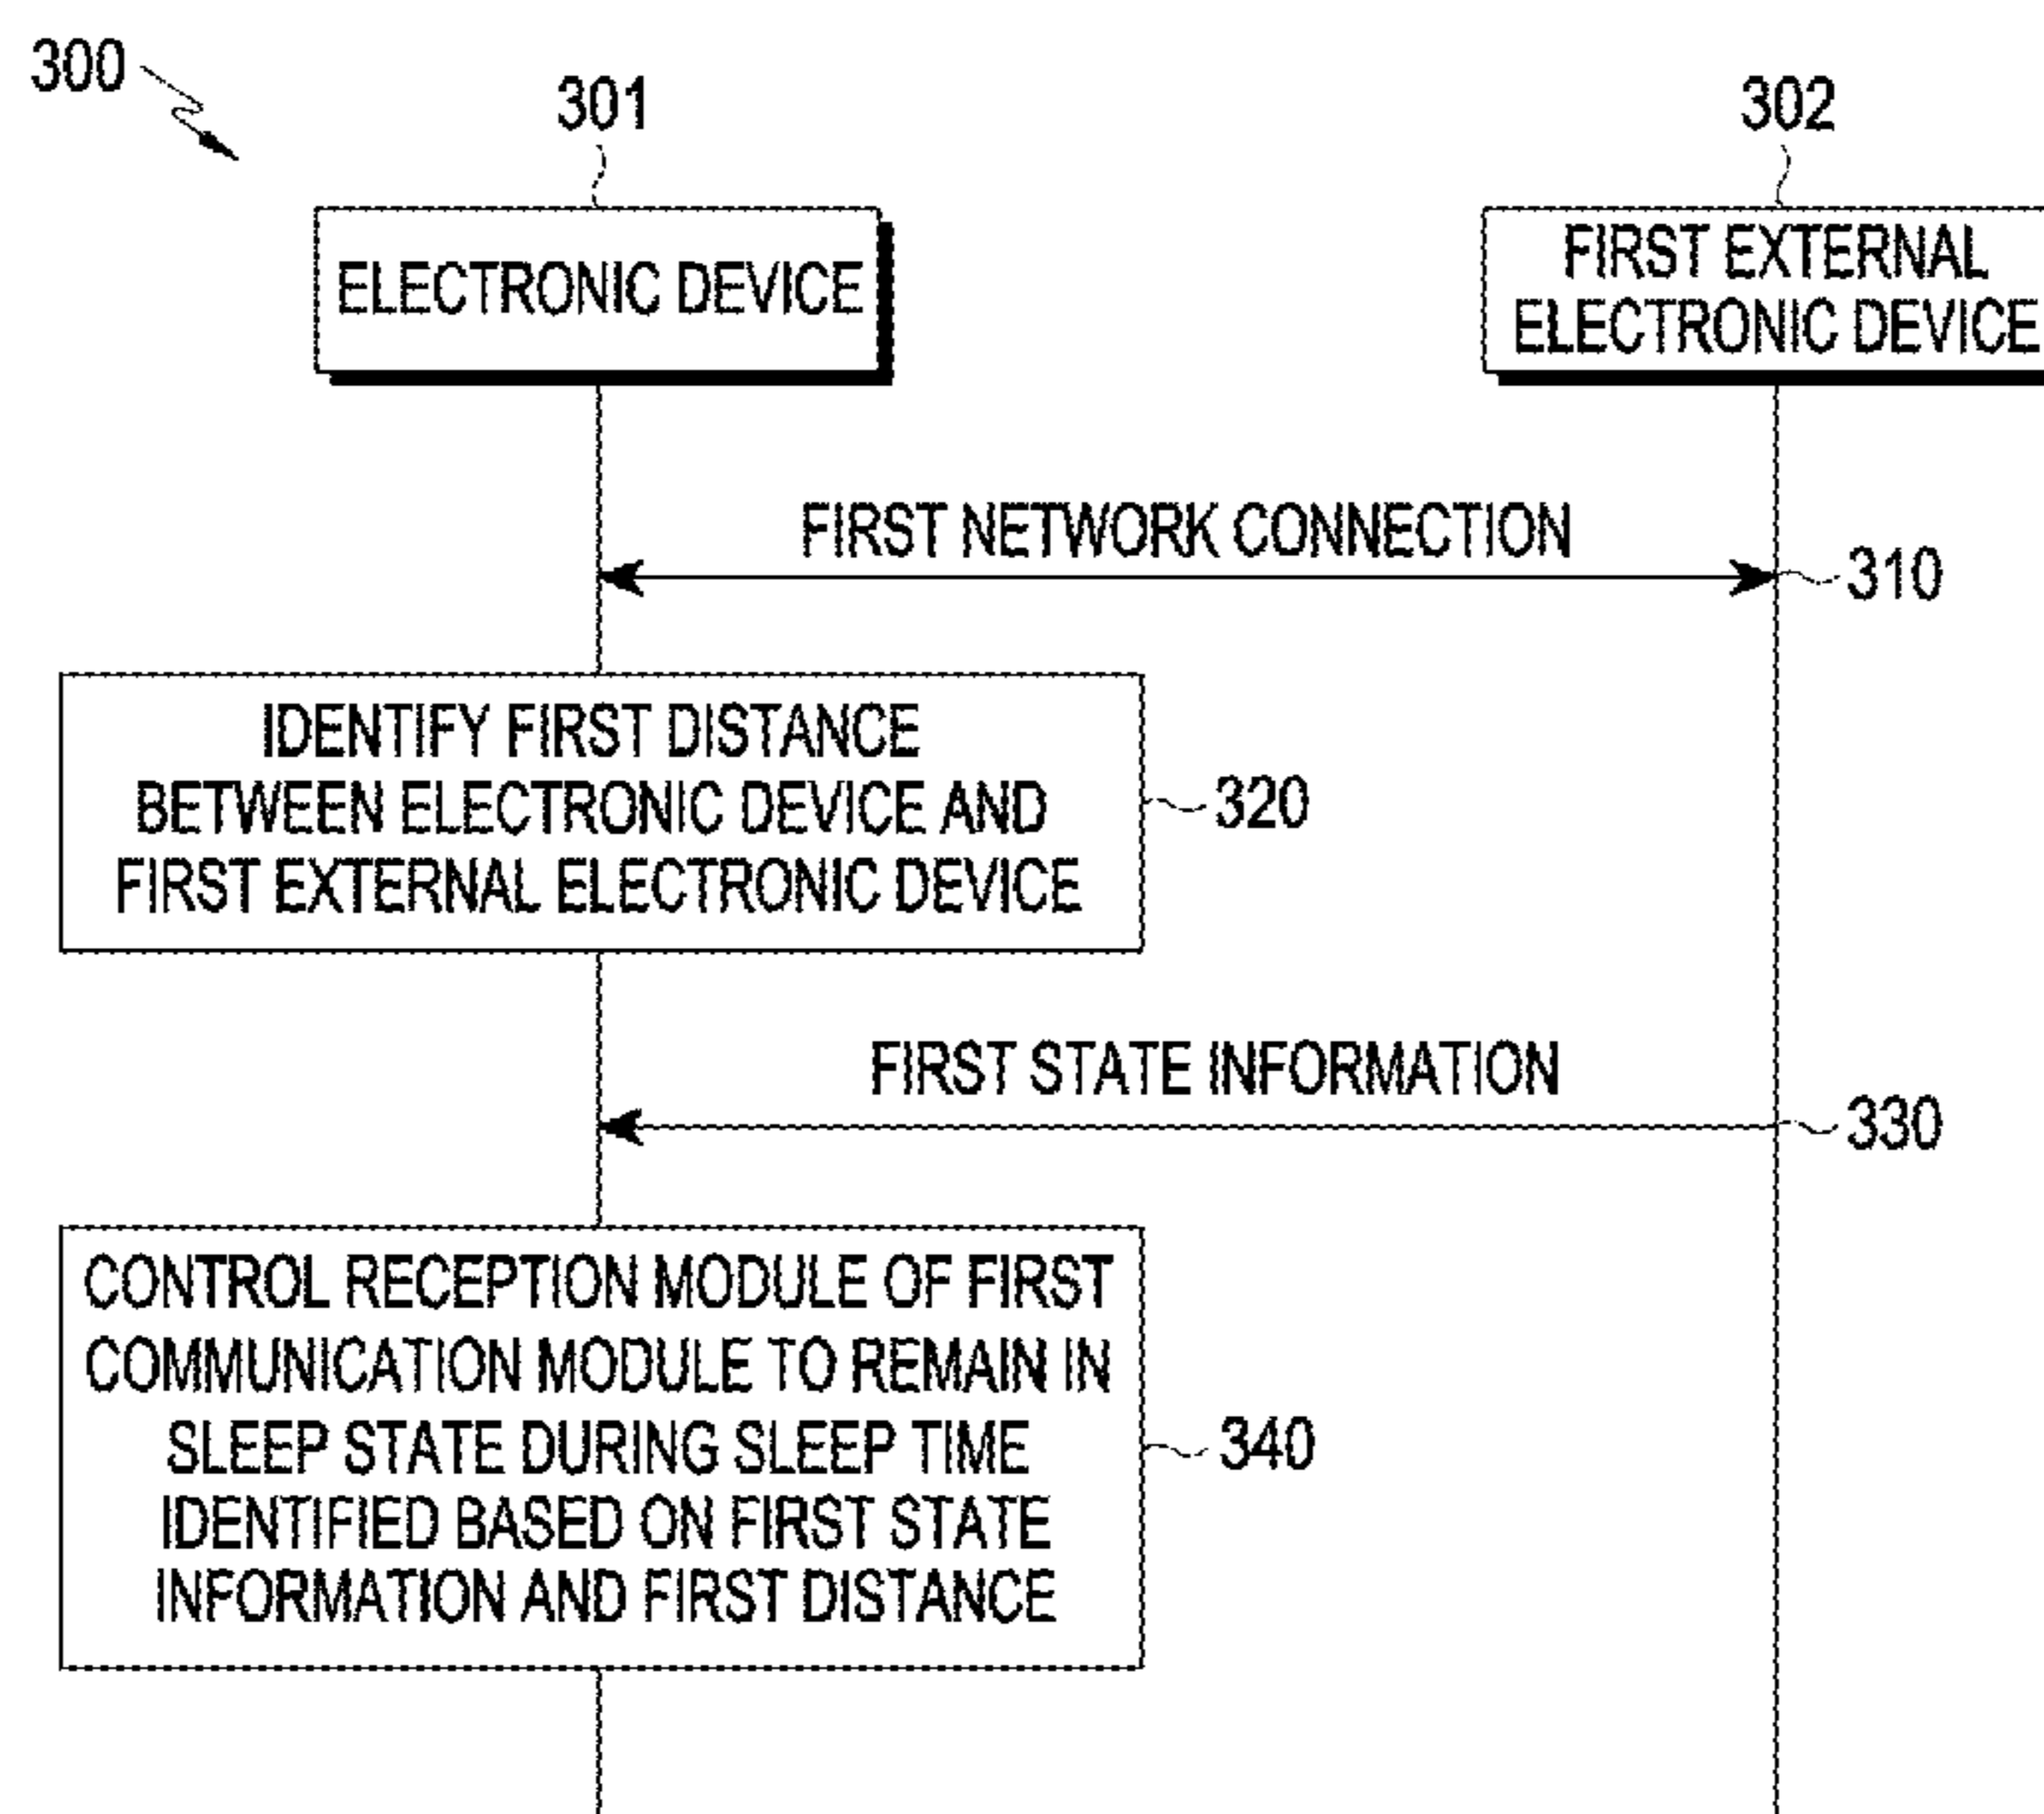 300
301
302
ELECTRONIC DEVICE
FIRST EXTERNAL
ELECTRONIC DEVICE
FIRST NETWORK CONNECTION
310
IDENTIFY FIRST DISTANCE
BETWEEN ELECTRONIC DEVICE AND
FIRST EXTERNAL ELECTRONIC DEVICE
320
FIRST STATE INFORMATION
330
CONTROL RECEPTION MODULE OF FIRST
COMMUNICATION MODULE TO REMAIN IN
SLEEP STATE DURING SLEEP TIME
IDENTIFIED BASED ON FIRST STATE
INFORMATION AND FIRST DISTANCE
340